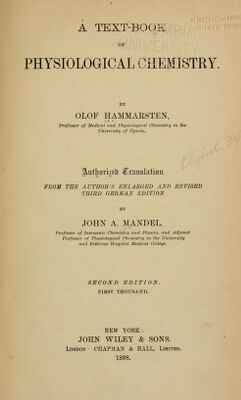 A TEXT-BOOK
OF
PHYSIOLOGICAL CHEMISTRY.
BY
OLOF HAMMARSTEN,
Professor of Medical and Physiological Chemistry in the
University of Upsala.
Authorized Translation
FROM THE AUTHOR'S ENLARGED AND REVISED
THIRD GERMAN EDITION
BY
JOHN A. MANDEL,
Professor of Inorganic Chemistry and Physics, and Adjunct
Professor of Physiological Chemistry in the University
and Bellevue Hospital Medical College.
SECOND EDITION.
FIRST THOUSAND.
NEW YORK:
JOHN WILEY & SONS.
LONDON: CHAPMAN & HALL, LIMITED.
1898.